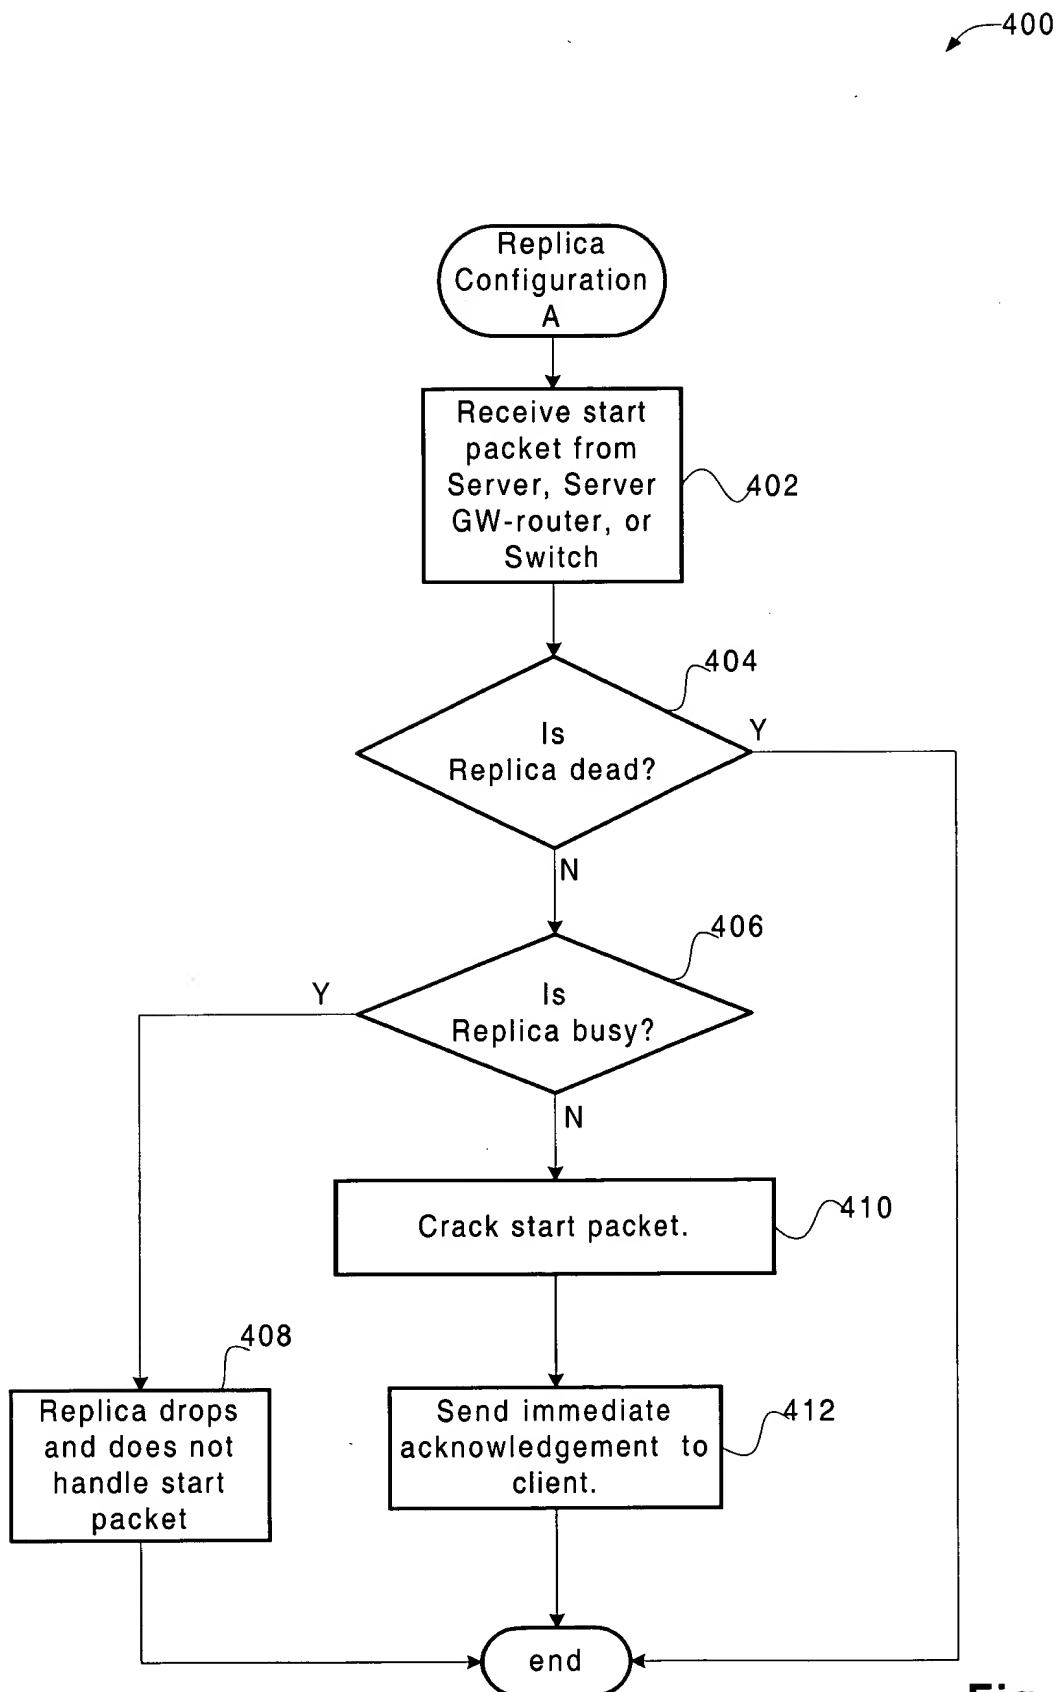 400
Replica
Configuration
A
Receive start
packet from
Server, Server
GW-router, or
Switch
402
404
Is
Replica dead?
Y
N
406
Is
Replica busy?
Y
N
Crack start packet.
410
408
Replica drops
and does not
handle start
packet
Send immediate
acknowledgement to
client.
412
end